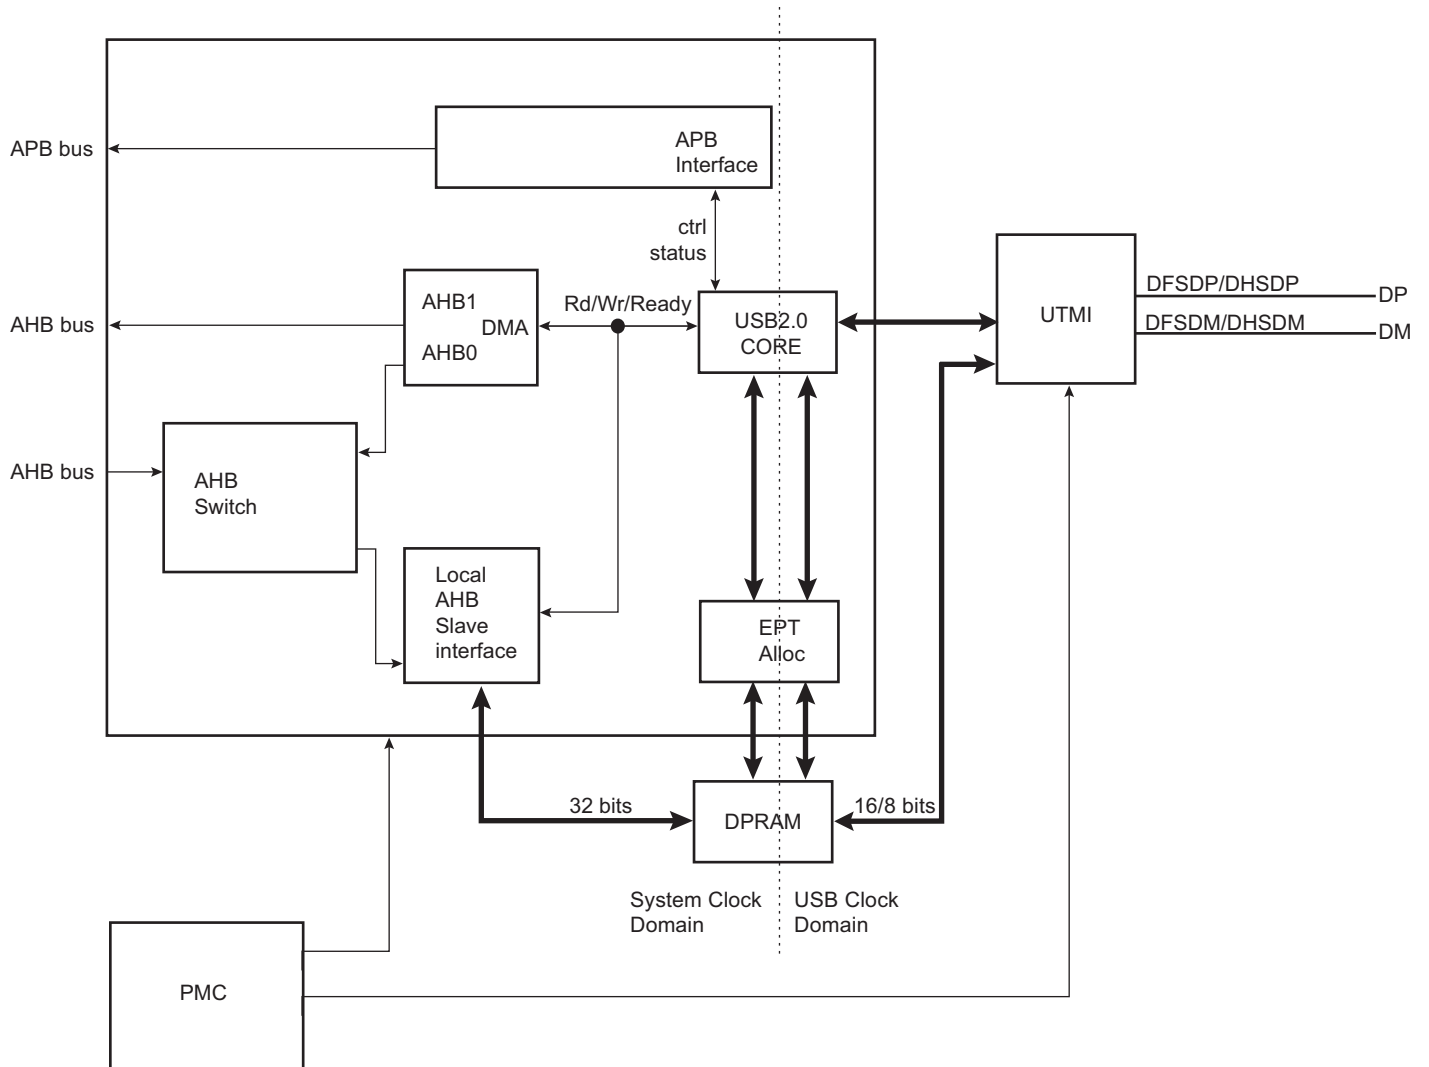 APB bus
APB
Interface
ctrl
status
AHB1
DMA
AHB0
AHB bus
Rd/Wr/Ready
USB2.0
CORE
UTMI
DFSDP/DHSDP
DP
DFSDM/DHSDM
DM
AHB bus
AHB
Switch
Local
AHB
Slave
interface
EPT
Alloc
32 bits
DPRAM
16/8 bits
System Clock
Domain
USB Clock
Domain
PMC